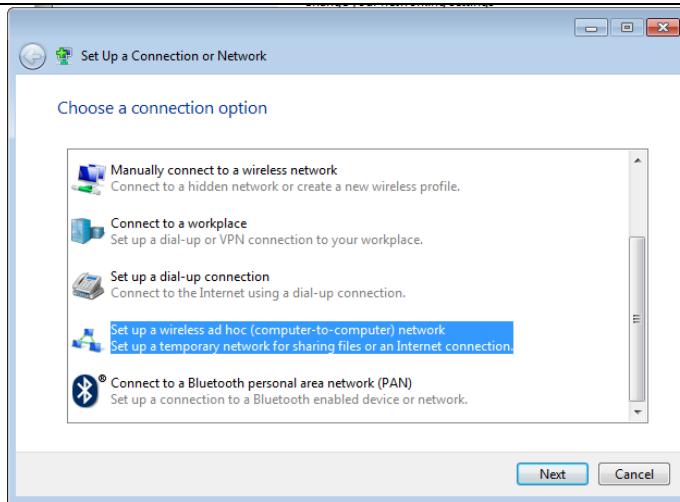 Change your networking settings
Set Up a Connection or Network
Choose a connection option
Manually connect to a wireless network
Connect to a hidden network or create a new wireless profile.
Connect to a workplace
Set up a dial-up or VPN connection to your workplace.
Set up a dial-up connection
Connect to the Internet using a dial-up connection.
Set up a wireless ad hoc (computer-to-computer) network
Set up a temporary network for sharing files or an Internet connection.
Connect to a Bluetooth personal area network (PAN)
Set up a connection to a Bluetooth enabled device or network.
Next Cancel